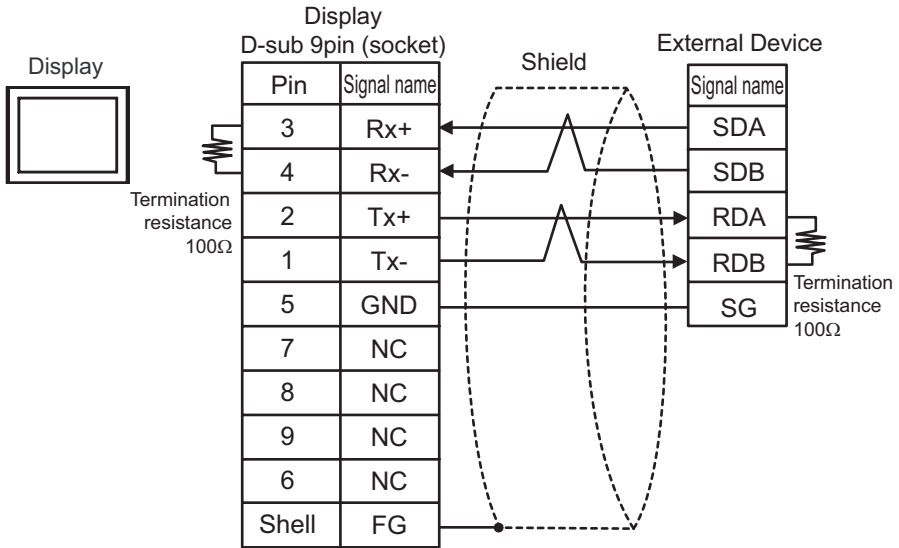 Display
Display
D-sub 9pin (socket)
Pin Signal name
3 Rx+
4 Rx-
2 Tx+
1 Tx-
5 GND
7 NC
8 NC
9 NC
6 NC
Shell FG
Termination
resistance
100Ω
Shield
External Device
Signal name
SDA
SDB
RDA
RDB
SG
Termination
resistance
100Ω